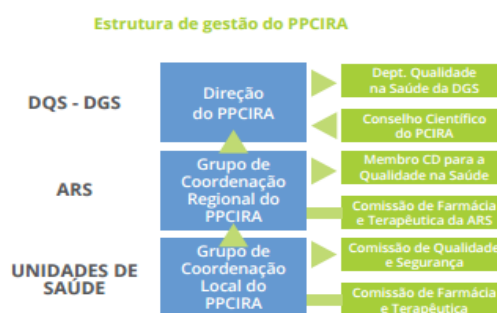 Estrutura de gestão do PPCIRA
DQS - DGS
Direção
do PPCIRA
Dept. Qualidade
na Saúde da DGS
Conselho Científico
do PCIRA
ARS
Grupo de
Coordenação
Regional do
PPCIRA
Membro CD para a
Qualidade na Saúde
Comissão de Farmácia
e Terapêutica da ARS
UNIDADES DE
SAÚDE
Grupo de
Coordenação
Local do
PPCIRA
Comissão de Qualidade
e Segurança
Comissão de Farmácia
e Terapêutica